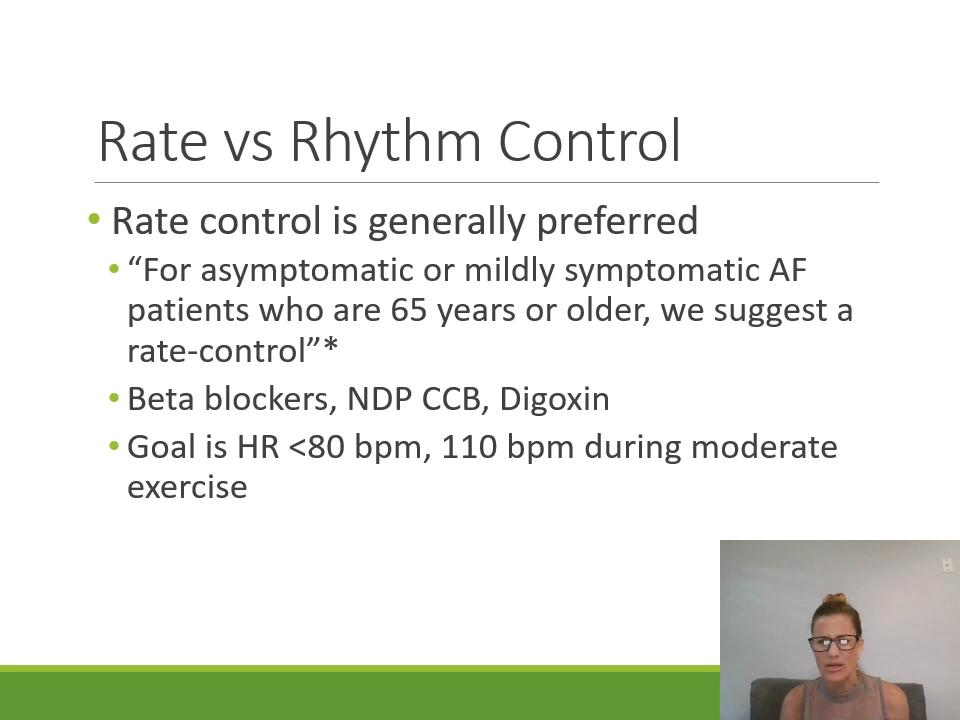 Rate vs Rhythm Control
• Rate control is generally preferred
• “For asymptomatic or mildly symptomatic AF
patients who are 65 years or older, we suggest a
rate-control”*
• Beta blockers, NDP CCB, Digoxin
• Goal is HR <80 bpm, 110 bpm during moderate
exercise